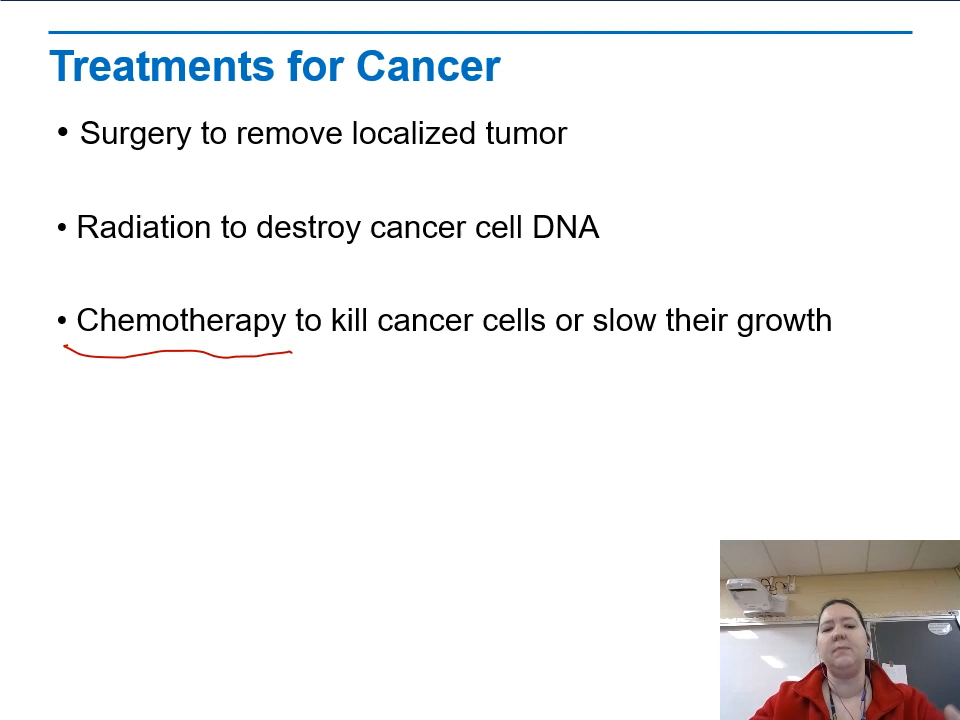 Treatments for Cancer
• Surgery to remove localized tumor
• Radiation to destroy cancer cell DNA
• Chemotherapy to kill cancer cells or slow their growth